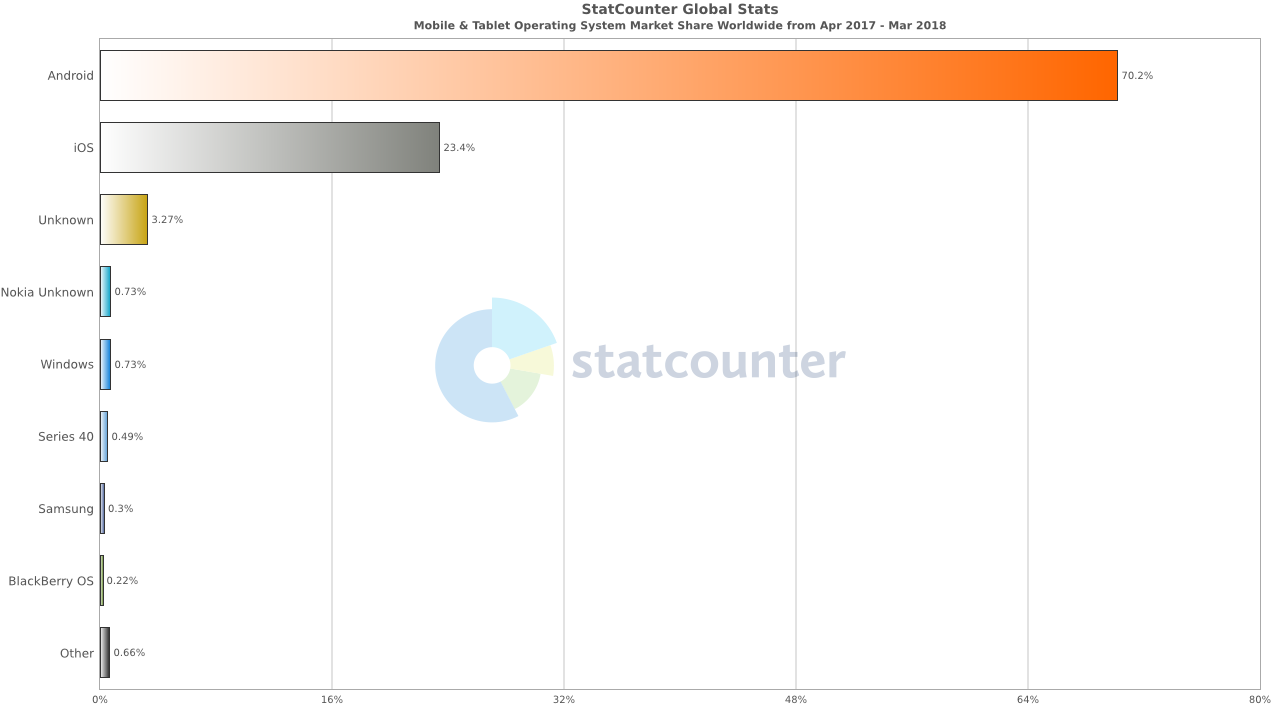 StatCounter Global Stats
Mobile & Tablet Operating System Market Share Worldwide from Apr 2017 - Mar 2018
Android 70.2%
iOS 23.4%
Unknown 3.27%
Nokia Unknown 0.73%
Windows 0.73%
statcounter
Series 40 0.49%
Samsung 0.3%
BlackBerry OS 0.22%
Other 0.66%
0% 16% 32% 48% 64% 80%